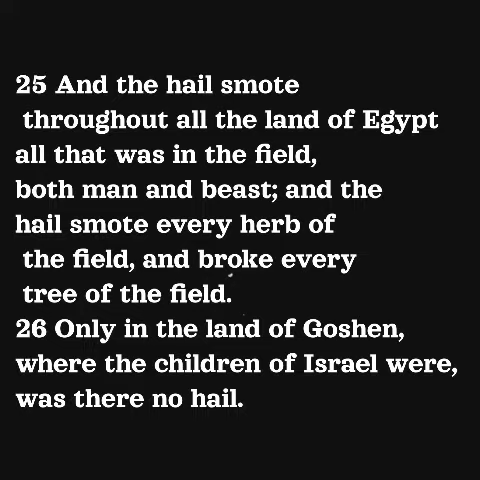 25 And the hail smote
throughout all the land of Egypt
all that was in the field,
both man and beast; and the
hail smote every herb of
the field, and broke every
tree of the field.
26 Only in the land of Goshen,
where the children of Israel were,
was there no hail.